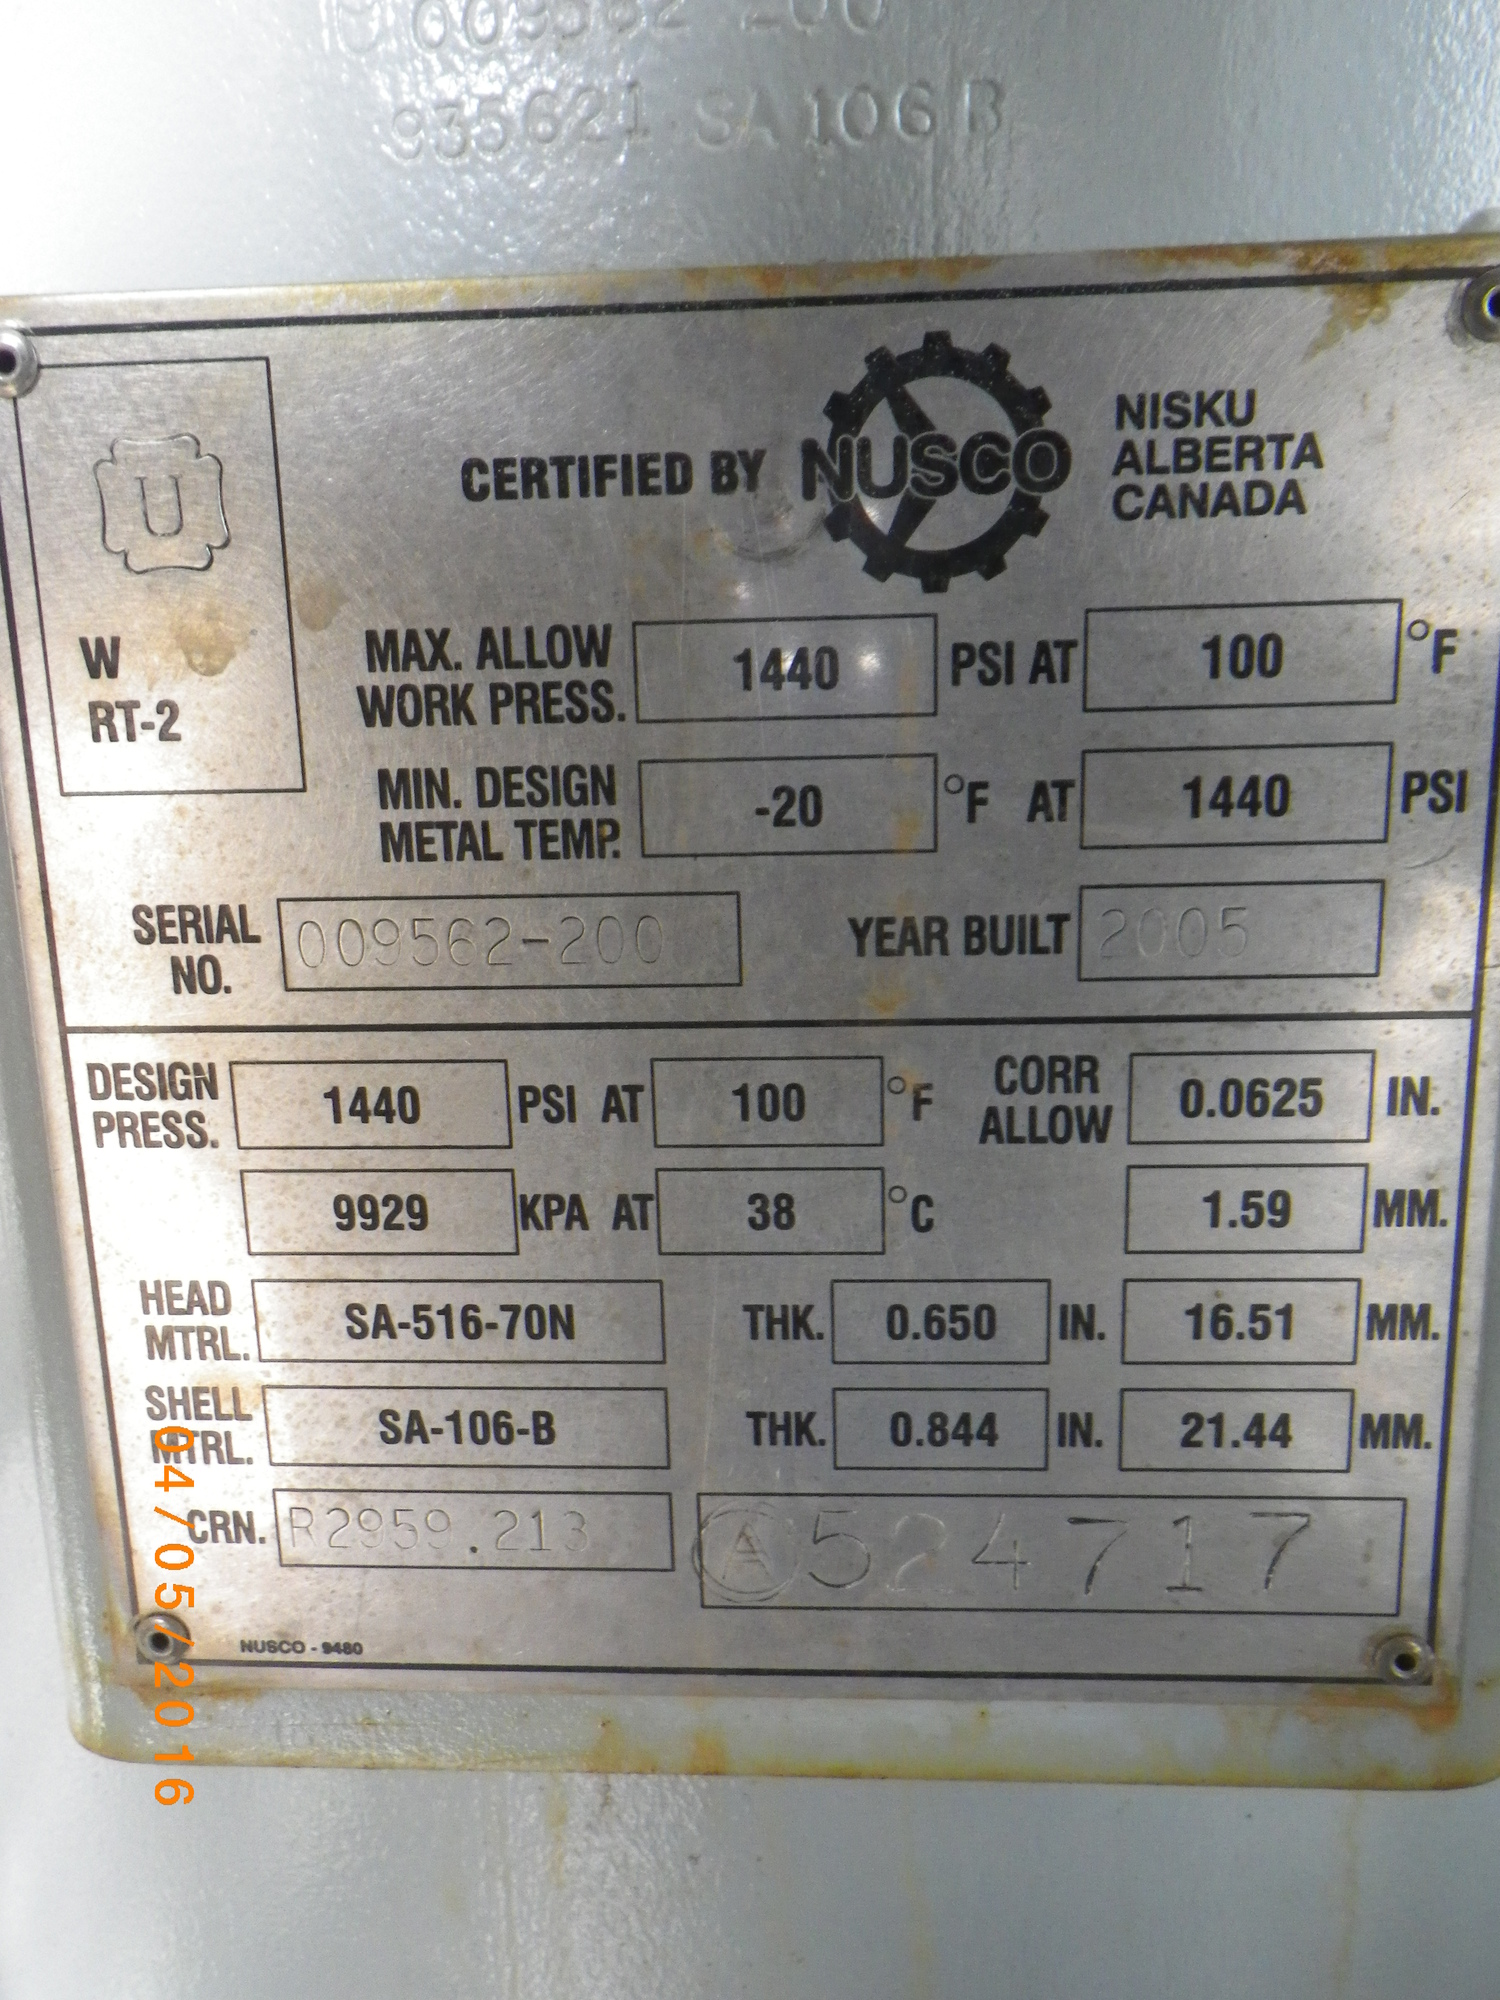 009562 200
935621 SA106B
U
W
RT-2
CERTIFIED BY NUSCO
NISKU
ALBERTA
CANADA
MAX. ALLOW
WORK PRESS. 1440 PSI AT 100 °F
MIN. DESIGN
METAL TEMP. -20 °F AT 1440 PSI
SERIAL
NO. 009562-200 YEAR BUILT 2005
DESIGN
PRESS. 1440 PSI AT 100 °F CORR
ALLOW 0.0625 IN.
9929 KPA AT 38 °C 1.59 MM.
HEAD
MTRL. SA-516-70N THK. 0.650 IN. 16.51 MM.
SHELL
MTRL. SA-106-B THK. 0.844 IN. 21.44 MM.
CRN. R2959.213 A 524717
NUSCO - 9480
04/05/2016